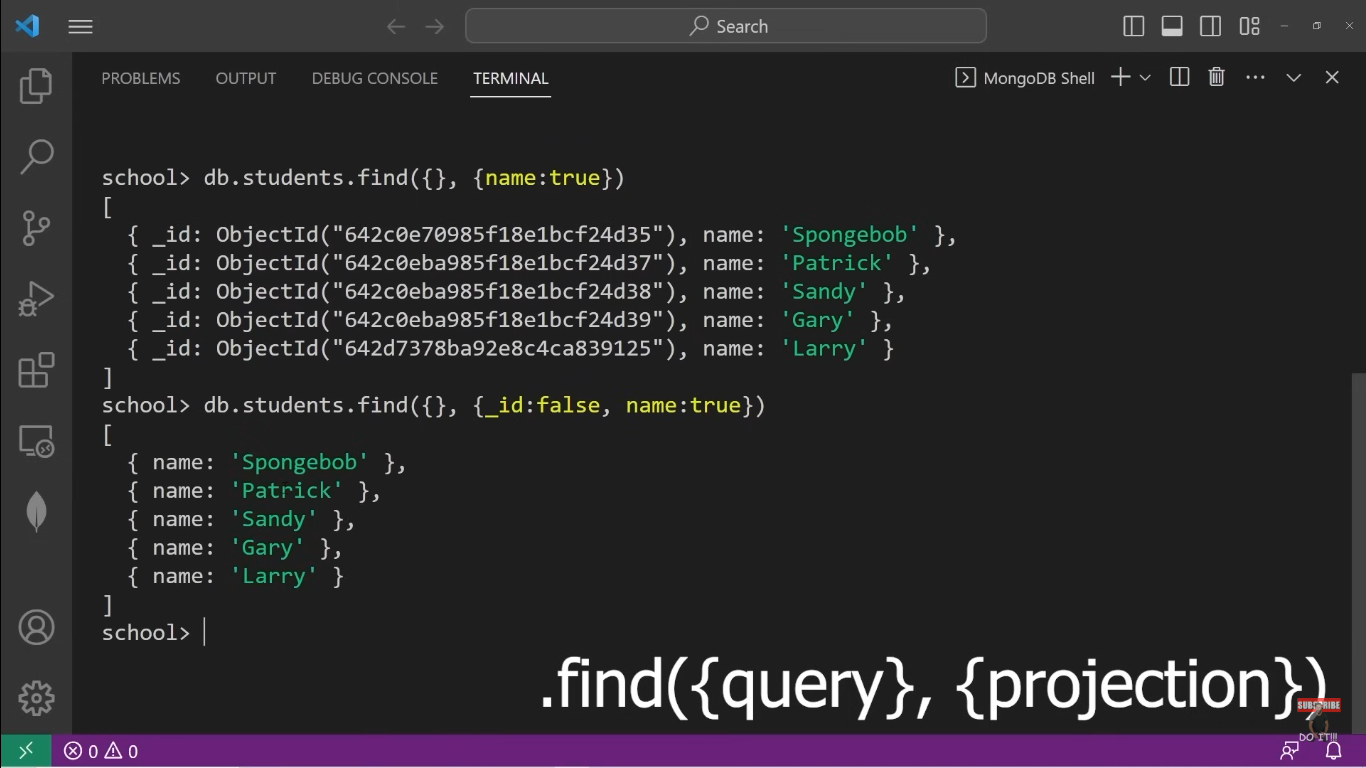 Search
PROBLEMS OUTPUT DEBUG CONSOLE TERMINAL MongoDB Shell
school> db.students.find({}, {name:true})
[
  { _id: ObjectId("642c0e70985f18e1bcf24d35"), name: 'Spongebob' },
  { _id: ObjectId("642c0eba985f18e1bcf24d37"), name: 'Patrick' },
  { _id: ObjectId("642c0eba985f18e1bcf24d38"), name: 'Sandy' },
  { _id: ObjectId("642c0eba985f18e1bcf24d39"), name: 'Gary' },
  { _id: ObjectId("642d7378ba92e8c4ca839125"), name: 'Larry' }
]
school> db.students.find({}, {_id:false, name:true})
[
  { name: 'Spongebob' },
  { name: 'Patrick' },
  { name: 'Sandy' },
  { name: 'Gary' },
  { name: 'Larry' }
]
school>
.find({query}, {projection})
SUBSCRIBE
DO IT!!!
0 0